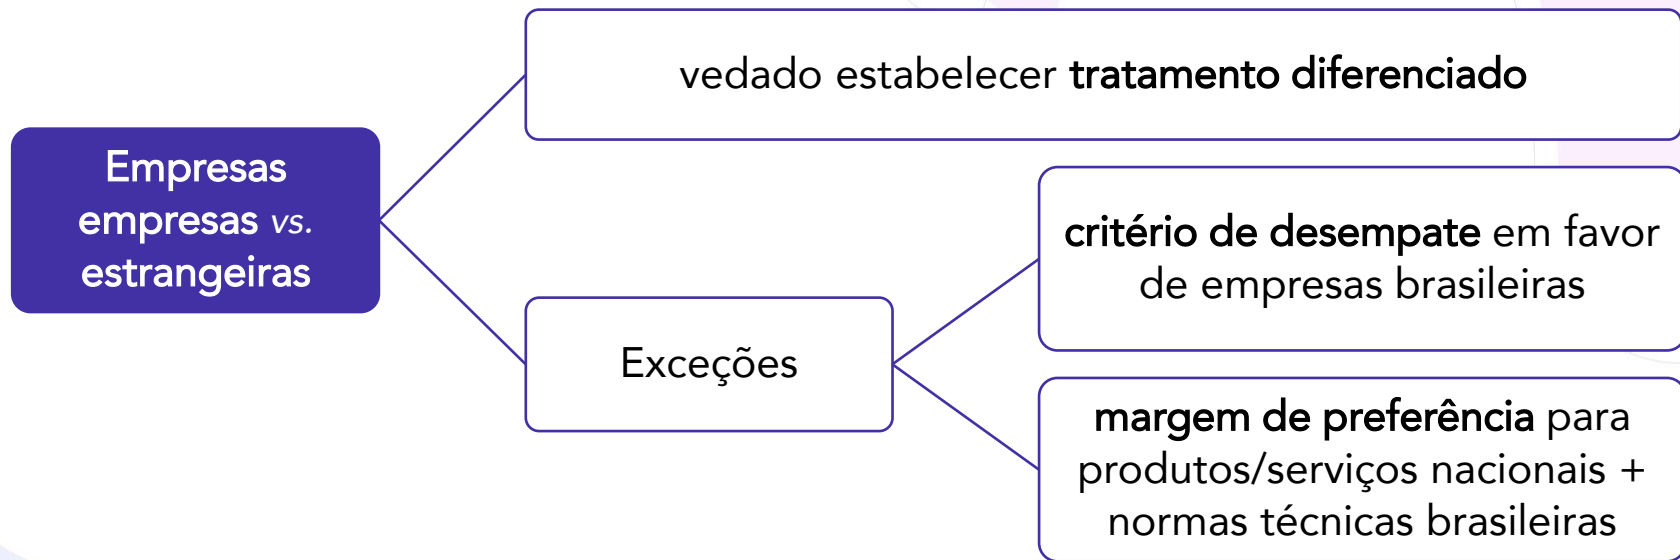 vedado estabelecer tratamento diferenciado
Empresas
empresas vs.
estrangeiras
critério de desempate em favor
de empresas brasileiras
Exceções
margem de preferência para
produtos/serviços nacionais +
normas técnicas brasileiras